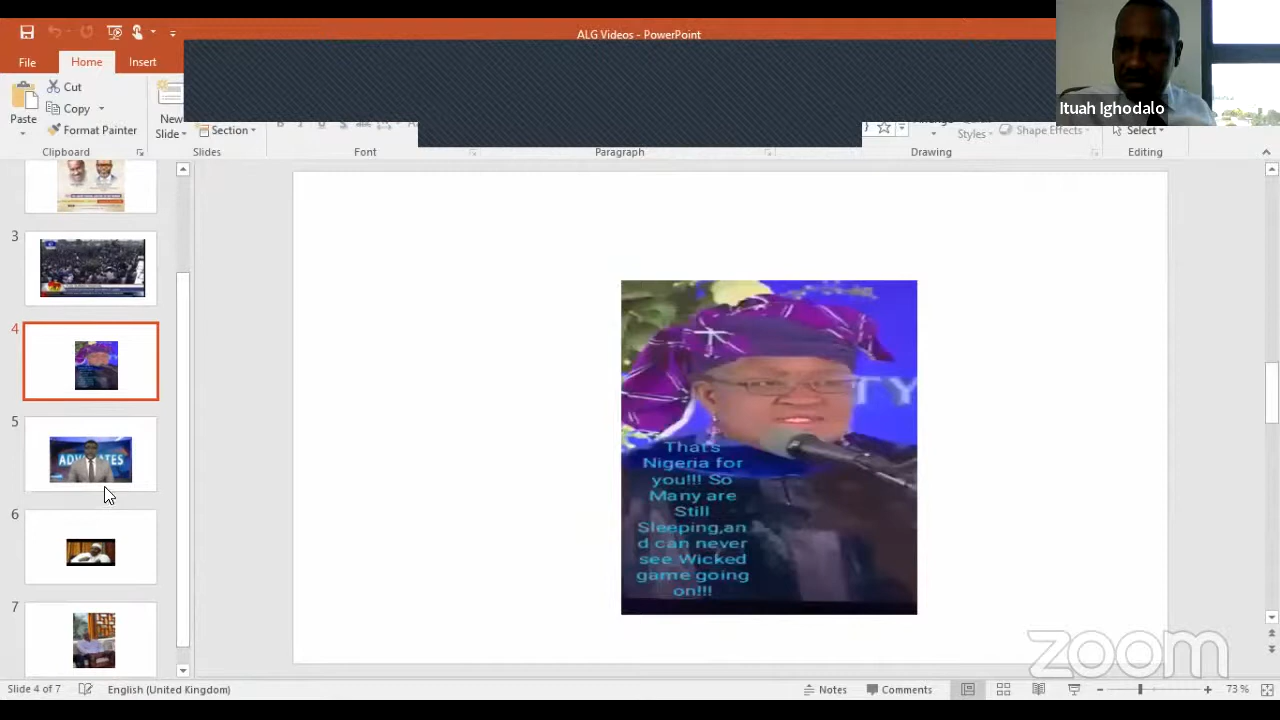 ALG Videos - PowerPoint
File
Home
Insert
Ituah Ighodalo
Cut
Copy
Paste
Format Painter
New
Slide
Section
Styles
Shape Effects
Select
Clipboard
Slides
Font
Paragraph
Drawing
Editing
3
4
5
6
7
TY
That's
Nigeria for
you!!! So
Many are
Still
Sleeping,an
d can never
see Wicked
game going
on!!!
zoom
Slide 4 of 7
English (United Kingdom)
Notes
Comments
73 %